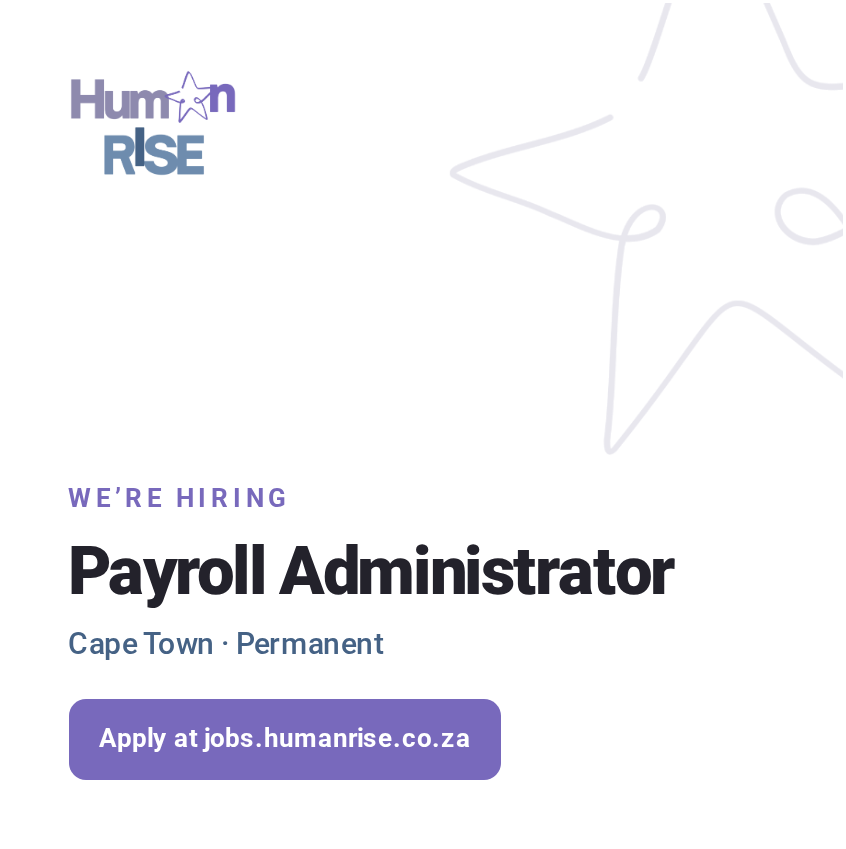 Human
RISE
WE’RE HIRING
Payroll Administrator
Cape Town · Permanent
Apply at jobs.humanrise.co.za